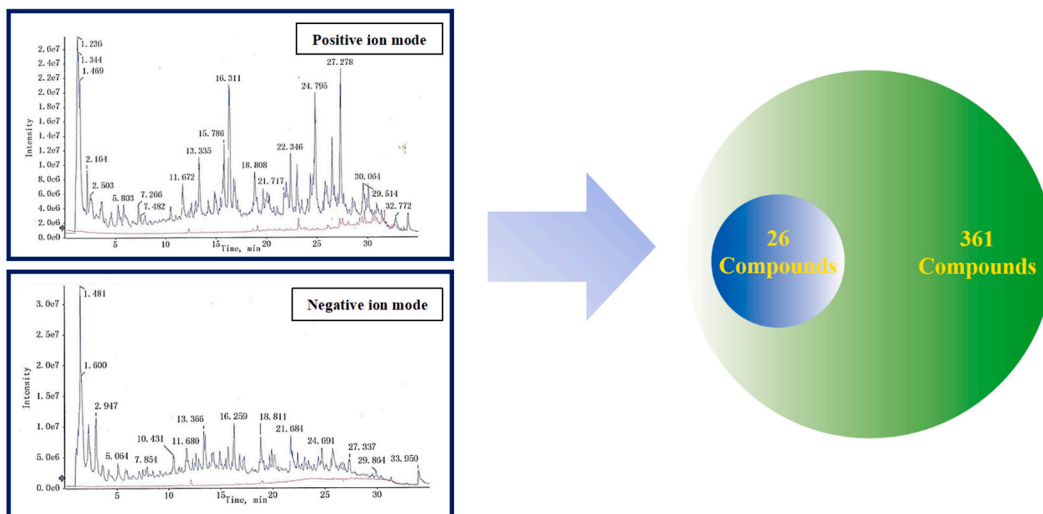 Positive ion mode
1.236
1.344
1.469
2.164
2.503
5.803
7.266
7.482
11.672
13.335
15.786
16.311
18.808
21.717
22.346
24.795
27.278
30.064
29.514
32.772
2.6e7
2.4e7
2.2e7
2.0e7
1.8e7
1.6e7
1.4e7
1.2e7
1.0e7
8.0e6
6.0e6
4.0e6
2.0e6
0.0e0
Intensity
5 10 15 20 25 30
Time, min
Negative ion mode
1.481
1.600
2.947
5.064
7.854
10.431
11.689
13.366
16.259
18.811
21.684
24.691
27.337
29.864
33.950
3.0e7
2.5e7
2.0e7
1.5e7
1.0e7
5.0e6
0.0e0
Intensity
5 10 15 20 25 30
Time, min
26
Compounds
361
Compounds